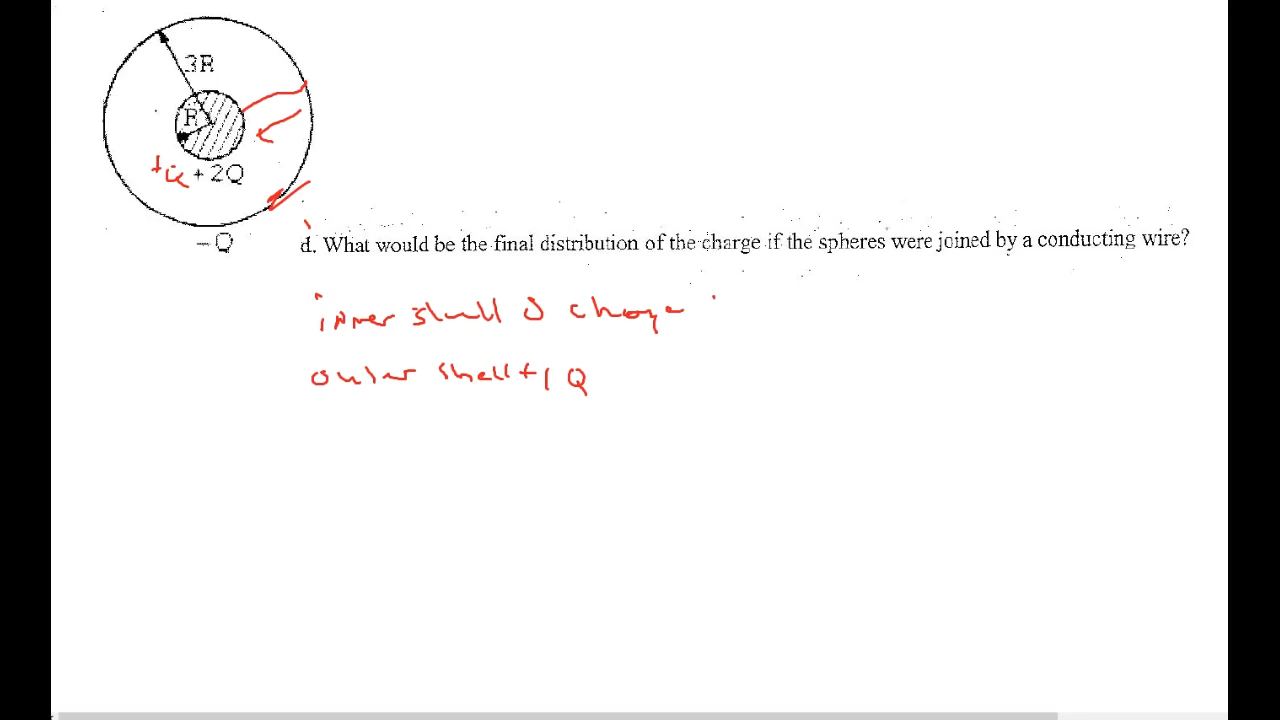 3R
R
+ 2Q
− Q
d. What would be the final distribution of the charge if the spheres were joined by a conducting wire?
inner shell 0 charge
outer shell +1 Q